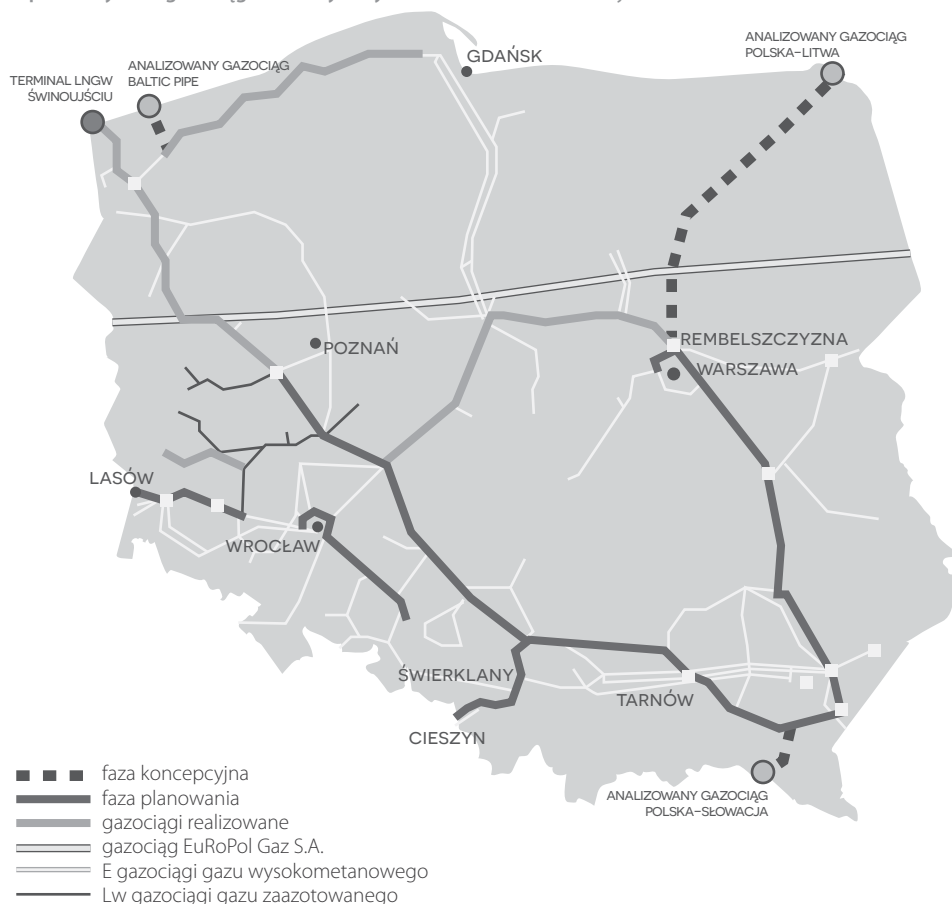 GDAŃSK
ANALIZOWANY GAZOCIĄG
POLSKA-LITWA
ANALIZOWANY GAZOCIĄG
BALTIC PIPE
TERMINAL LNGW
ŚWINOUJŚCIU
REMBELSZCZYZNA
POZNAŃ
WARSZAWA
LASÓW
WROCŁAW
ŚWIERKLANY
TARNÓW
CIESZYN
ANALIZOWANY GAZOCIĄG
POLSKA-SŁOWACJA
faza koncepcyjna
faza planowania
gazociągi realizowane
gazociąg EuRoPol Gaz S.A.
E gazociągi gazu wysokometanowego
Lw gazociągi gazu zaazotowanego